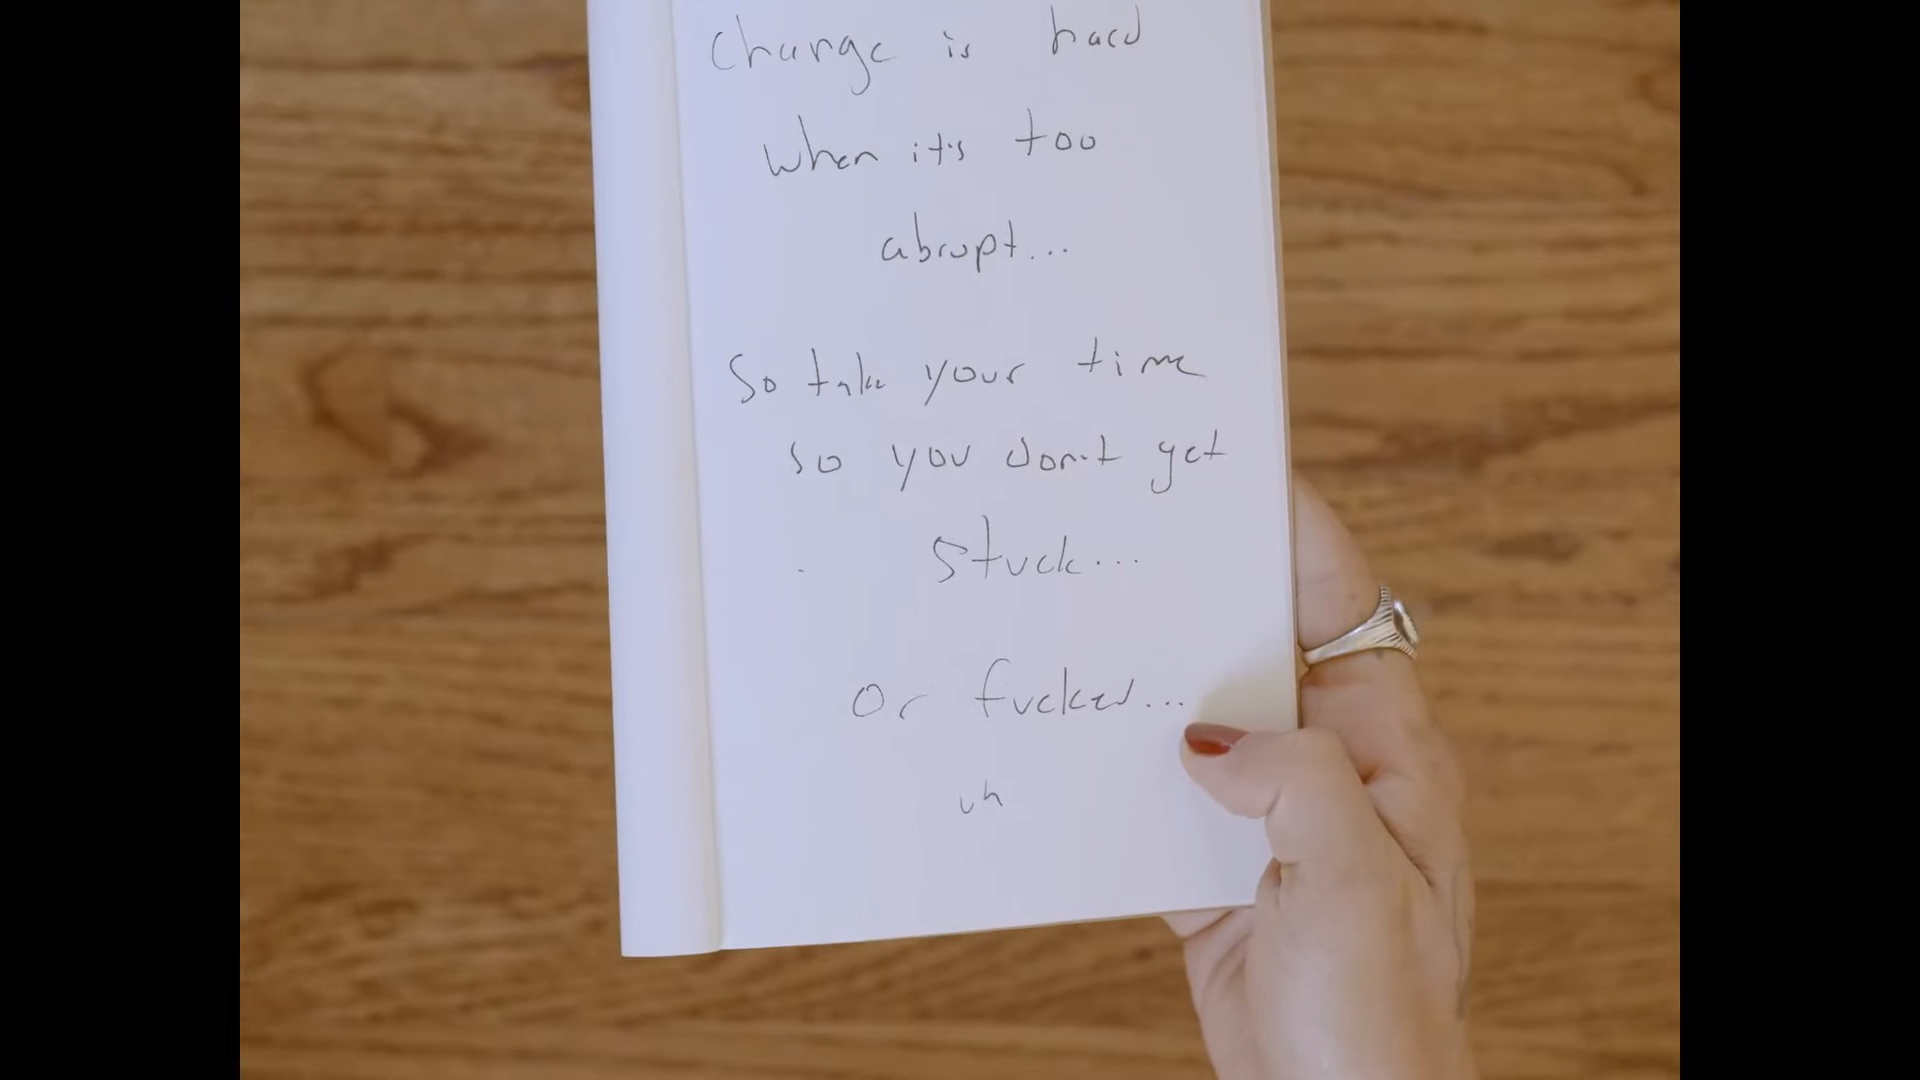 Change is hard
when it's too
abrupt...
So take your time
so you don't get
stuck...
Or fucked...
uh